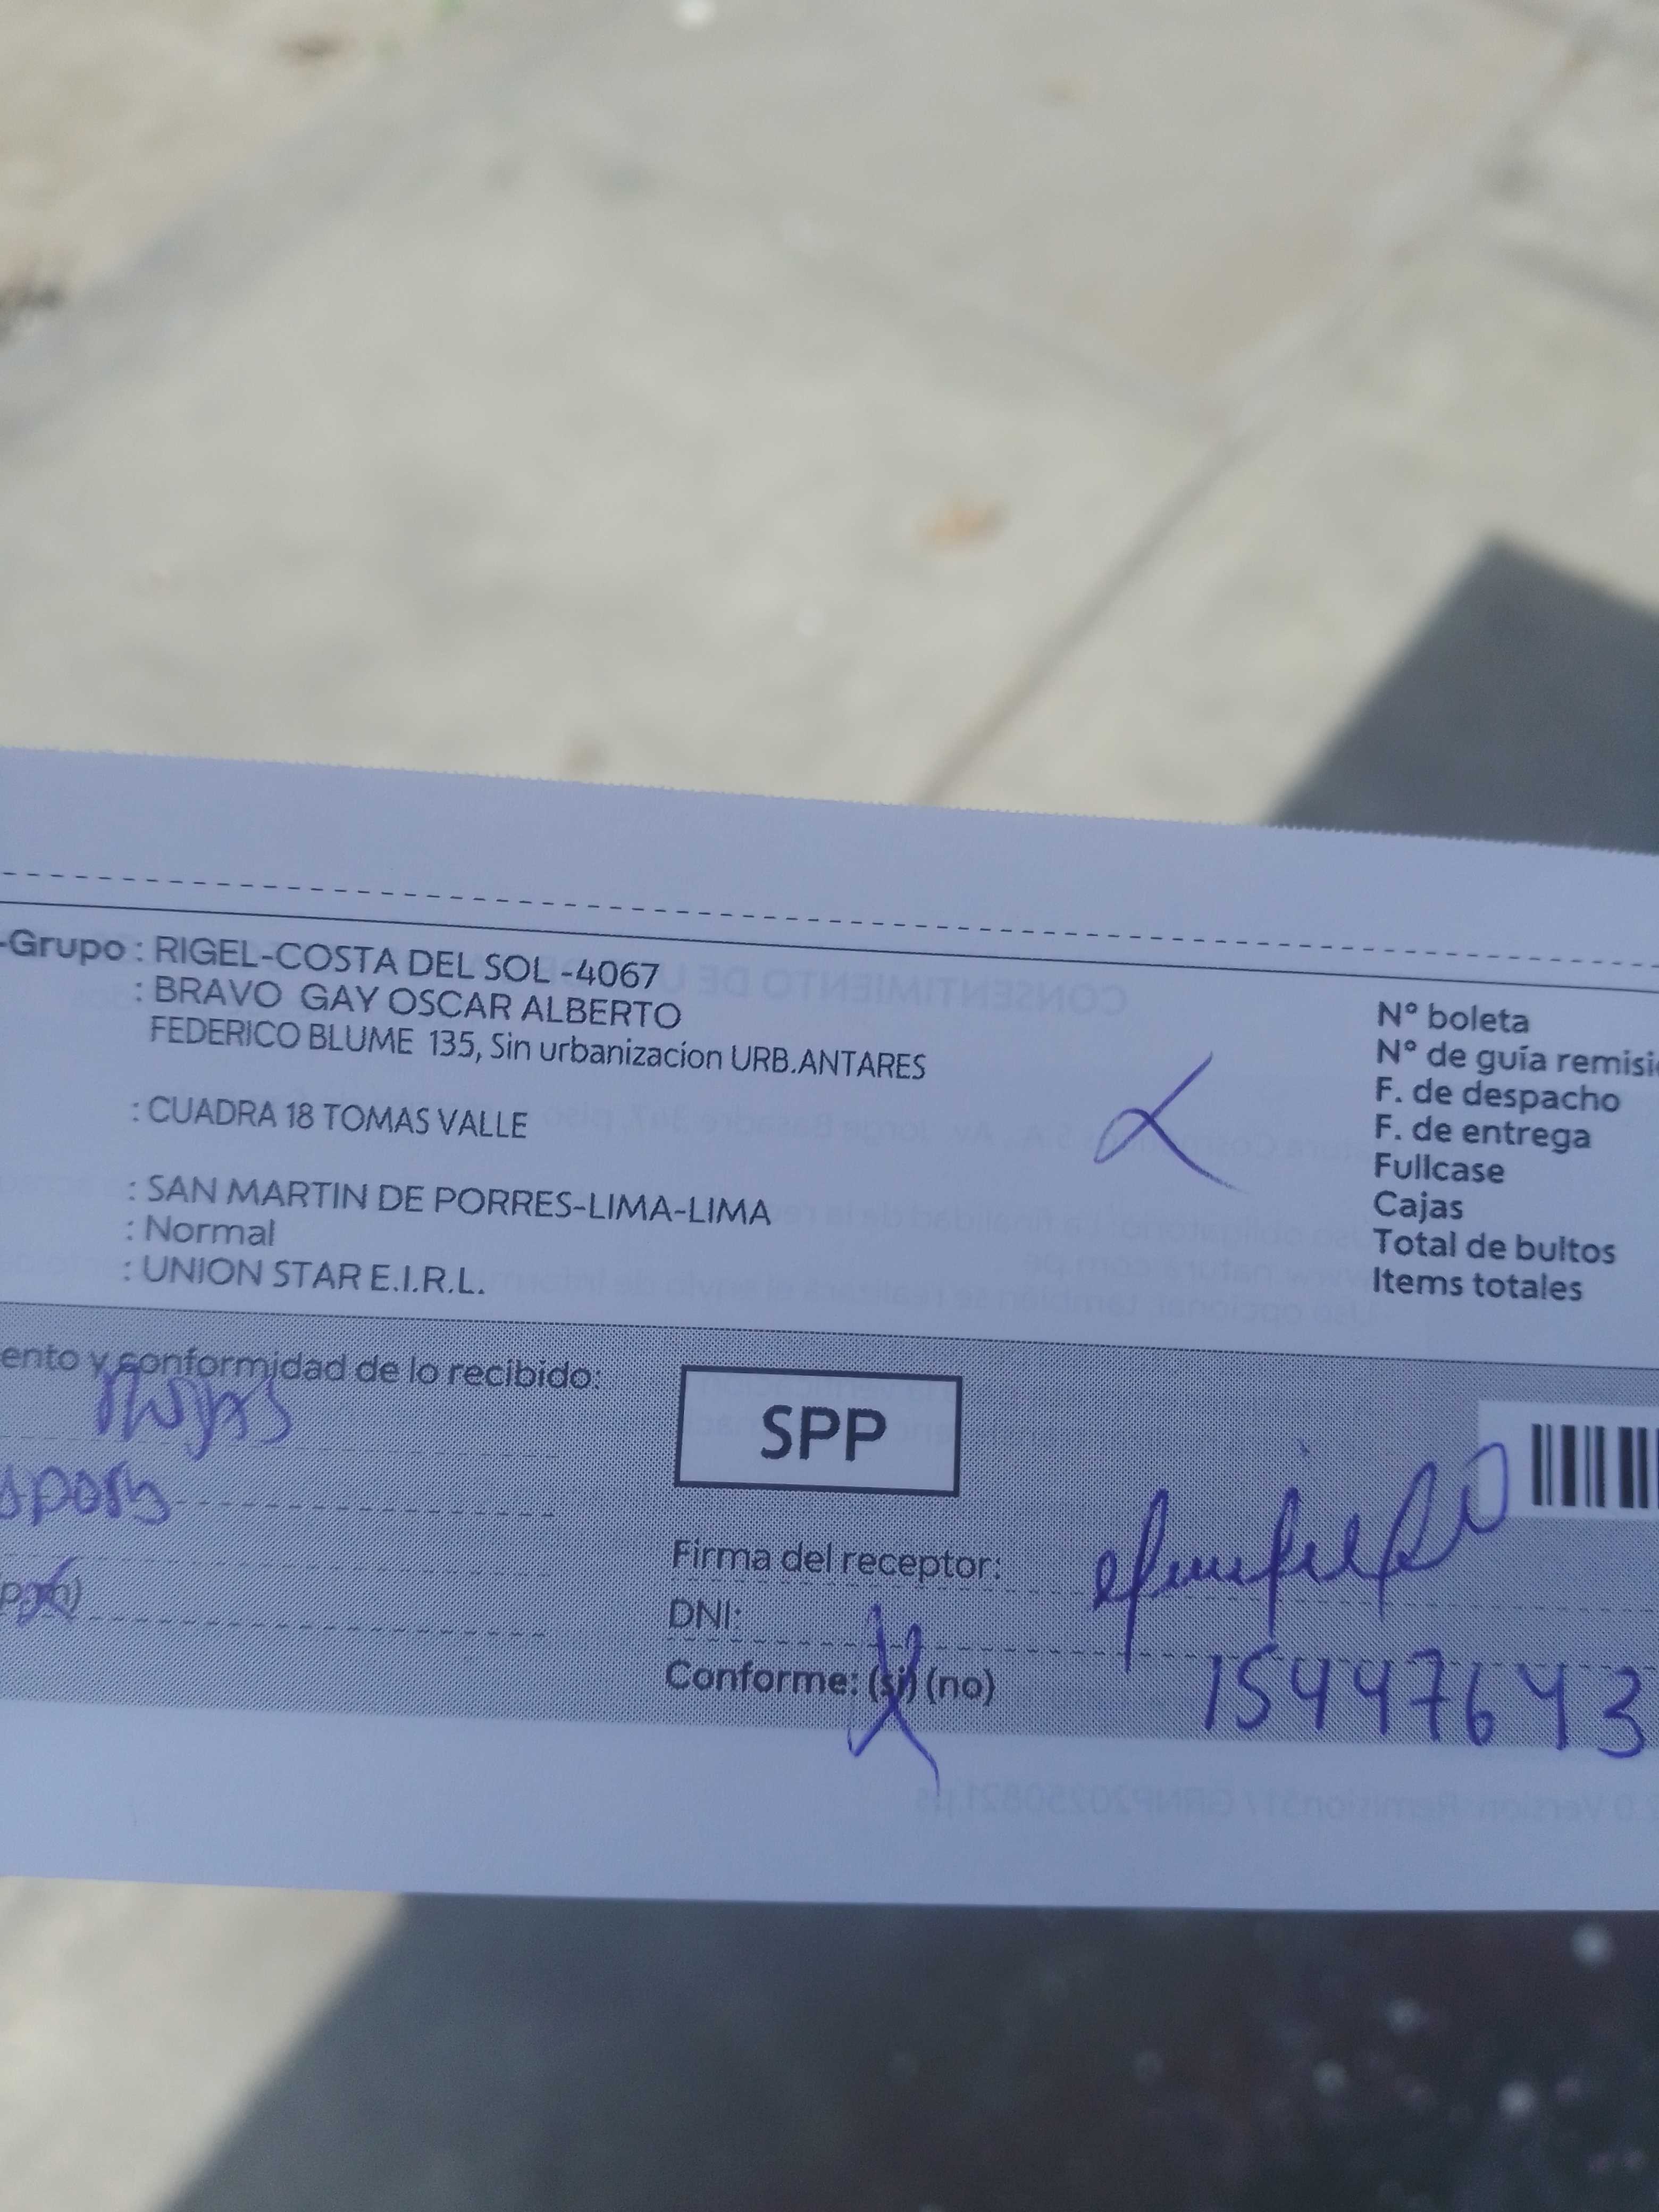 -Grupo : RIGEL-COSTA DEL SOL -4067
: BRAVO GAY OSCAR ALBERTO
FEDERICO BLUME 135, Sin urbanizacion URB.ANTARES
: CUADRA 18 TOMAS VALLE
: SAN MARTIN DE PORRES-LIMA-LIMA
: Normal
: UNION STAR E.I.R.L.
N° boleta
N° de guía remisi
F. de despacho
F. de entrega
Fullcase
Cajas
Total de bultos
Items totales
ento y conformidad de lo recibido:
SPP
Firma del receptor:
DNI:
15447643
Conforme: (si) (no)